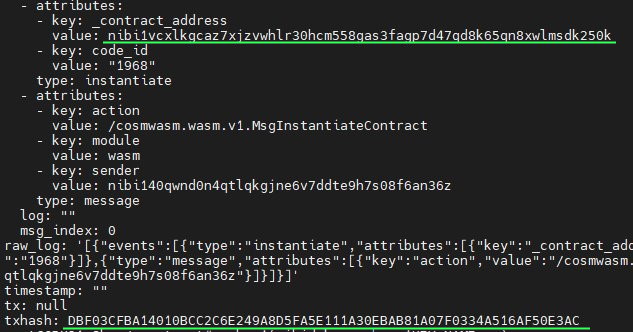 - attributes:
- key: _contract_address
value: nibi1vcxlkgcaz7xjzvwhlr30hcm558gas3fagp7d47gd8k65gn8xwlmsdk250k
- key: code_id
value: "1968"
type: instantiate
- attributes:
- key: action
value: /cosmwasm.wasm.v1.MsgInstantiateContract
- key: module
value: wasm
- key: sender
value: nibi140qwnd0n4qtlqkgjne6v7ddte9h7s08f6an36z
type: message
log: ""
msg_index: 0
raw_log: '[{"events":[{"type":"instantiate","attributes":[{"key":"_contract_add
":"1968"}]},{"type":"message","attributes":[{"key":"action","value":"/cosmwasm.
qtlqkgjne6v7ddte9h7s08f6an36z"}]}]}]'
timestamp: ""
tx: null
txhash: DBF03CFBA14010BCC2C6E249A8D5FA5E111A30EBAB81A07F0334A516AF50E3AC